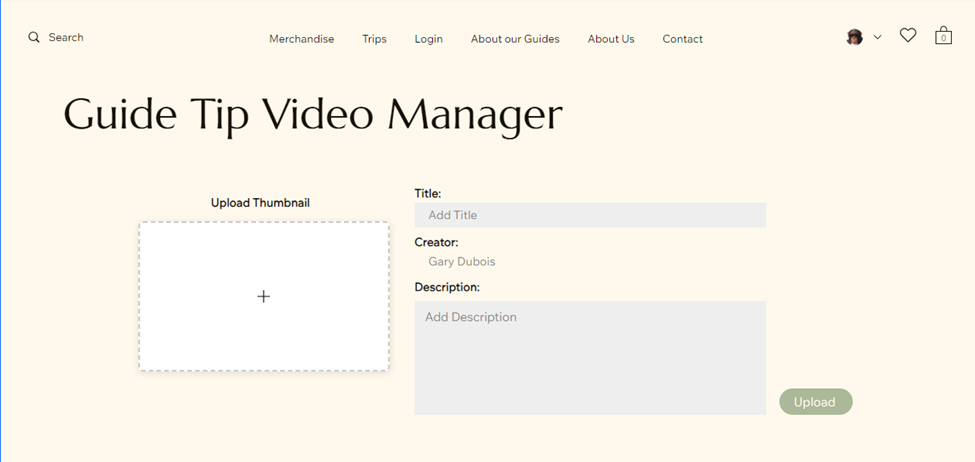 Search
Merchandise Trips Login About our Guides About Us Contact
0
Guide Tip Video Manager
Upload Thumbnail
+
Title:
Add Title
Creator:
Gary Dubois
Description:
Add Description
Upload